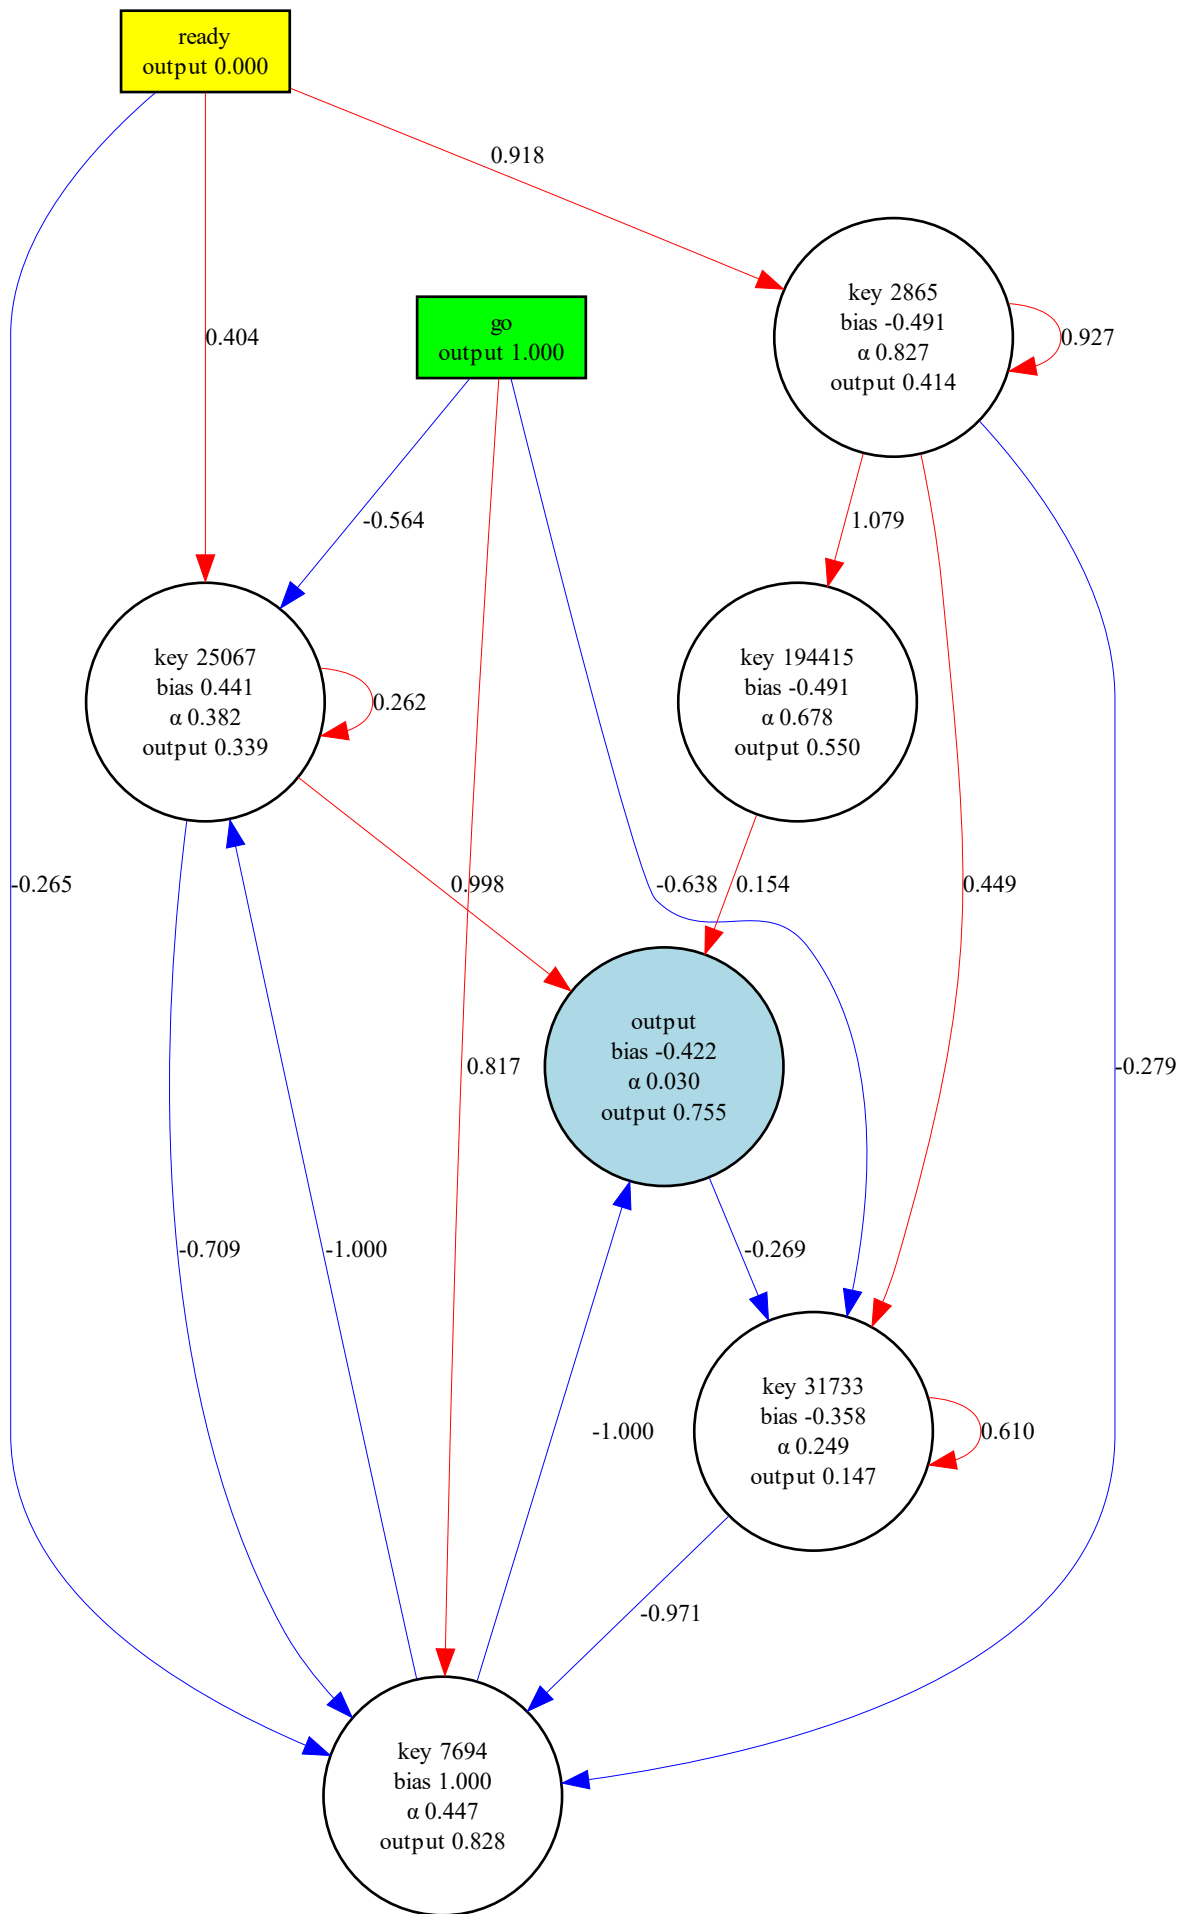 ready
output 0.000
0.918
key 2865
bias -0.491
α 0.827
output 0.414
go
output 1.000
0.404
0.927
-0.564
1.079
key 25067
bias 0.441
α 0.382
output 0.339
0.262
key 194415
bias -0.491
α 0.678
output 0.550
-0.265
0.998
-0.638
0.154
0.449
output
bias -0.422
α 0.030
output 0.755
0.817
-0.279
-0.709
-1.000
-0.269
key 31733
bias -0.358
α 0.249
output 0.147
-1.000
0.610
-0.971
key 7694
bias 1.000
α 0.447
output 0.828